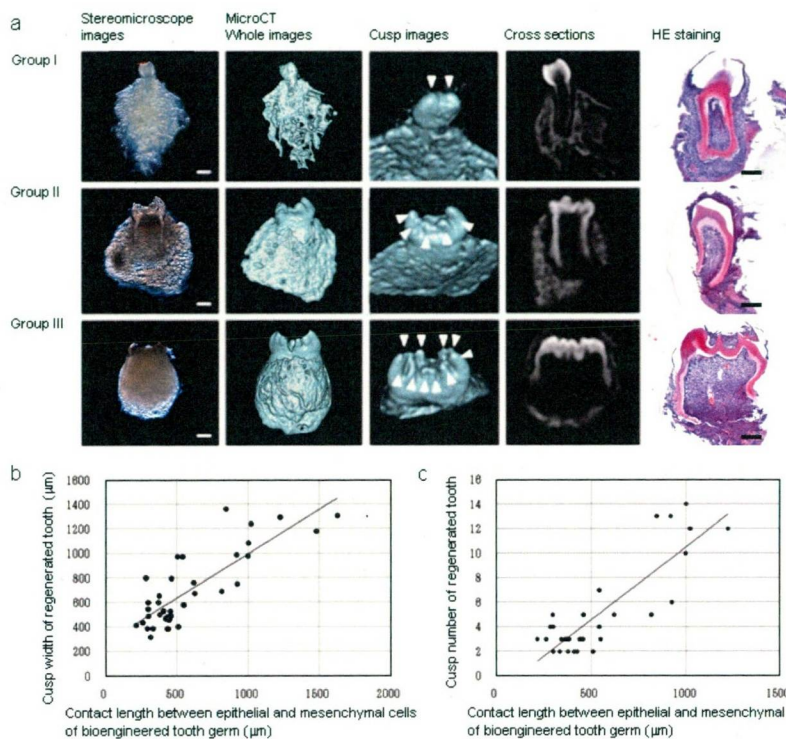 a
Stereomicroscope images
MicroCT
Whole images
Cusp images
Cross sections
HE staining
Group I
Group II
Group III
b
Cusp width of regenerated tooth (μm)
1600
1400
1200
1000
800
600
400
200
0
0
500
1000
1500
2000
Contact length between epithelial and mesenchymal cells
of bioengineered tooth germ (μm)
c
Cusp number of regenerated tooth
16
14
12
10
8
6
4
2
0
0
500
1000
1500
Contact length between epithelial and mesenchymal cells
of bioengineered tooth germ (μm)